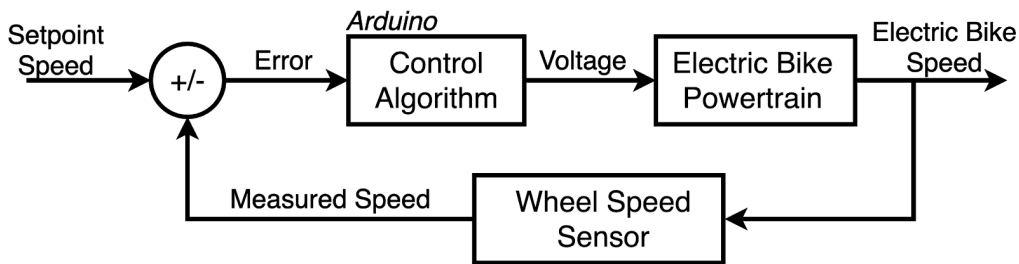 Arduino
Setpoint
Speed
+/-
Error
Control
Algorithm
Voltage
Electric Bike
Powertrain
Electric Bike
Speed
Measured Speed
Wheel Speed
Sensor